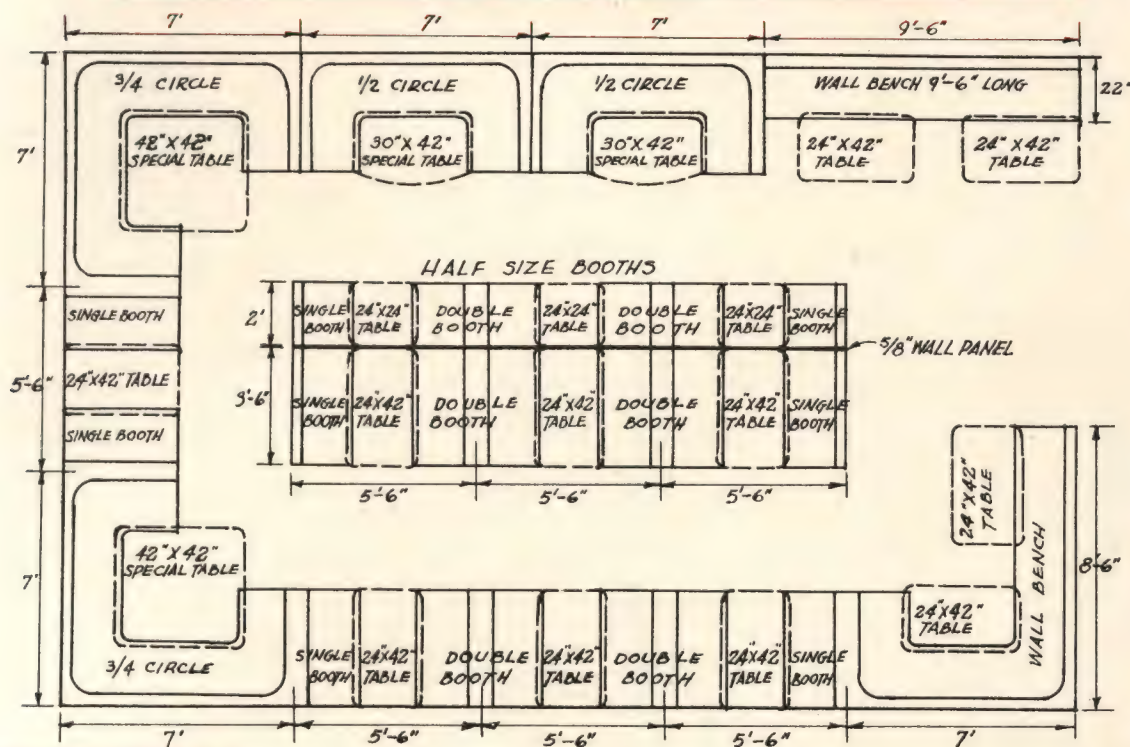 7'
7'
7'
9'-6"
3/4 CIRCLE
1/2 CIRCLE
1/2 CIRCLE
WALL BENCH 9'-6" LONG
22"
7'
48" X 42"
SPECIAL TABLE
30" X 42"
SPECIAL TABLE
30" X 42"
SPECIAL TABLE
24" X 42"
TABLE
24" X 42"
TABLE
HALF SIZE BOOTHS
SINGLE BOOTH
24"X42" TABLE
SINGLE BOOTH
5'-6"
2'
SINGLE
BOOTH
24"X24"
TABLE
DOUBLE
BOOTH
24"X24"
TABLE
DOUBLE
BOOTH
24"X24"
TABLE
SINGLE
BOOTH
5/8" WALL PANEL
3'-6"
SINGLE
BOOTH
24"X42"
TABLE
DOUBLE
BOOTH
24"X42"
TABLE
DOUBLE
BOOTH
24"X42"
TABLE
SINGLE
BOOTH
5'-6"
5'-6"
5'-6"
24"X42"
TABLE
WALL BENCH
8'-6"
7'
42" X 42"
SPECIAL TABLE
3/4 CIRCLE
SINGLE
BOOTH
24"X42"
TABLE
DOUBLE
BOOTH
24"X42"
TABLE
DOUBLE
BOOTH
24"X42"
TABLE
SINGLE
BOOTH
24"X42"
TABLE
7'
5'-6"
5'-6"
5'-6"
7'